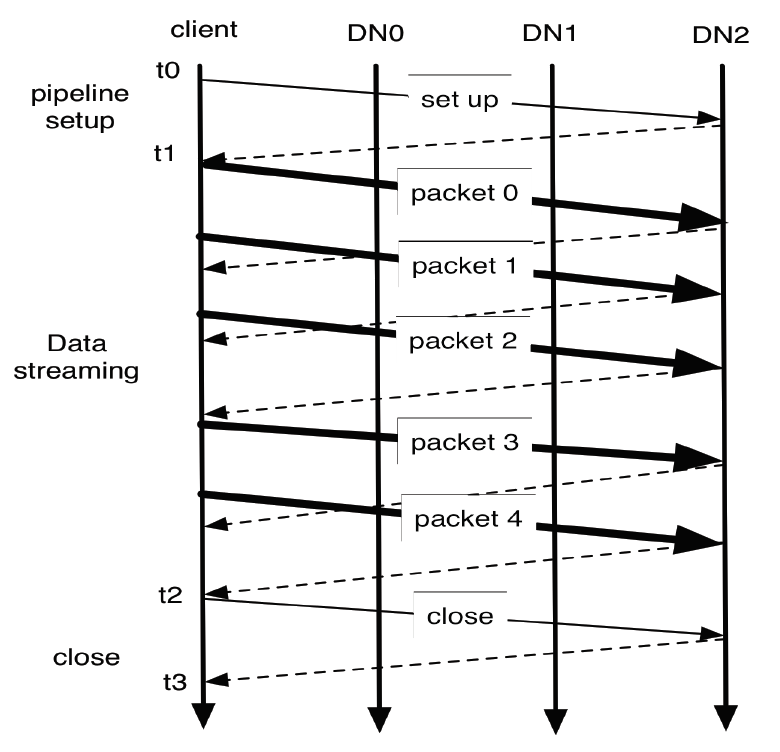 client
DN0
DN1
DN2
t0
pipeline
setup
set up
t1
packet 0
packet 1
Data
streaming
packet 2
packet 3
packet 4
t2
close
close
t3